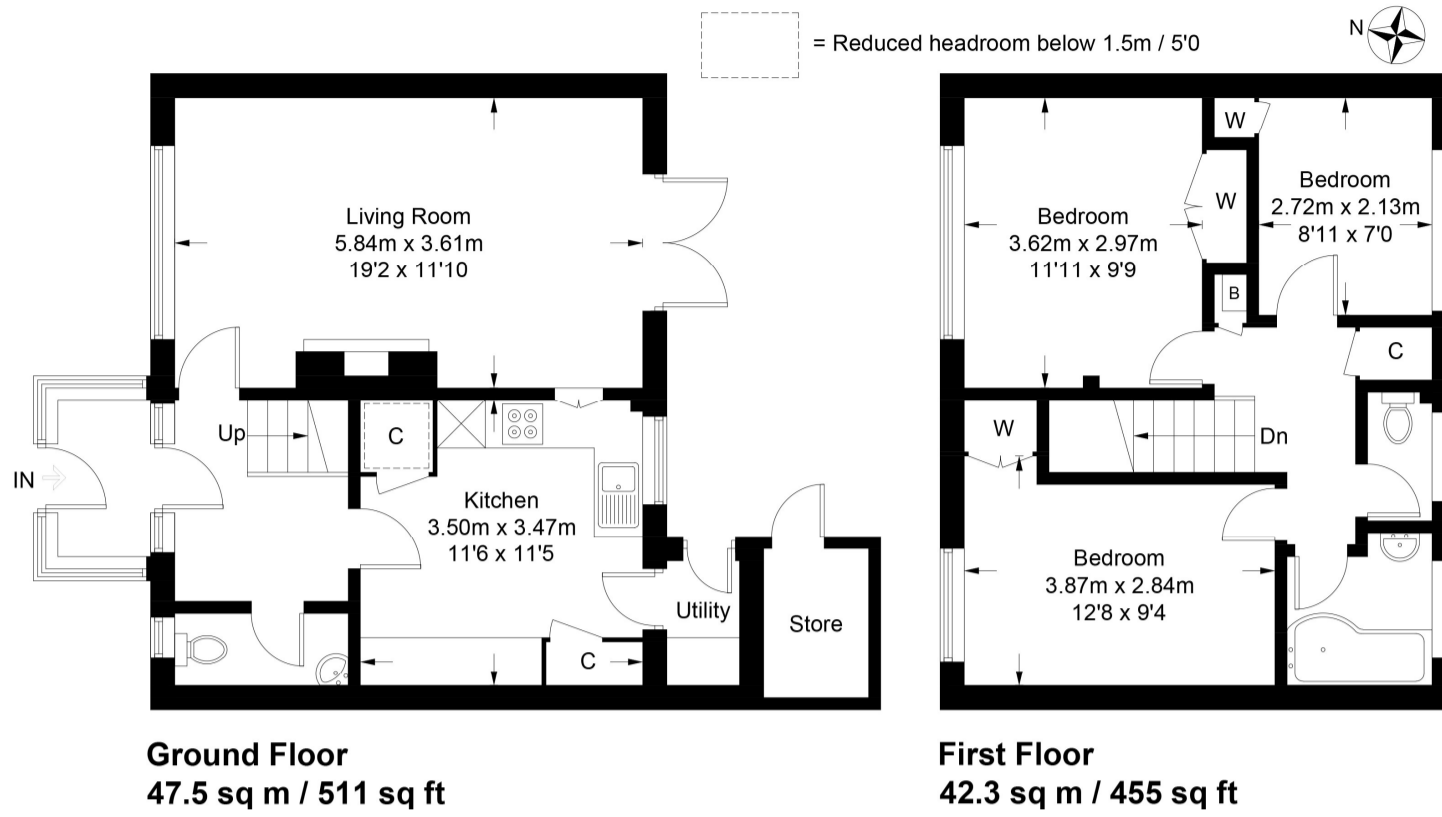 = Reduced headroom below 1.5m / 5'0
N
Living Room
5.84m x 3.61m
19'2 x 11'10
Up
C
IN
Kitchen
3.50m x 3.47m
11'6 x 11'5
Utility
Store
C
Ground Floor
47.5 sq m / 511 sq ft
W
Bedroom
2.72m x 2.13m
8'11 x 7'0
W
Bedroom
3.62m x 2.97m
11'11 x 9'9
B
C
W
Dn
Bedroom
3.87m x 2.84m
12'8 x 9'4
First Floor
42.3 sq m / 455 sq ft